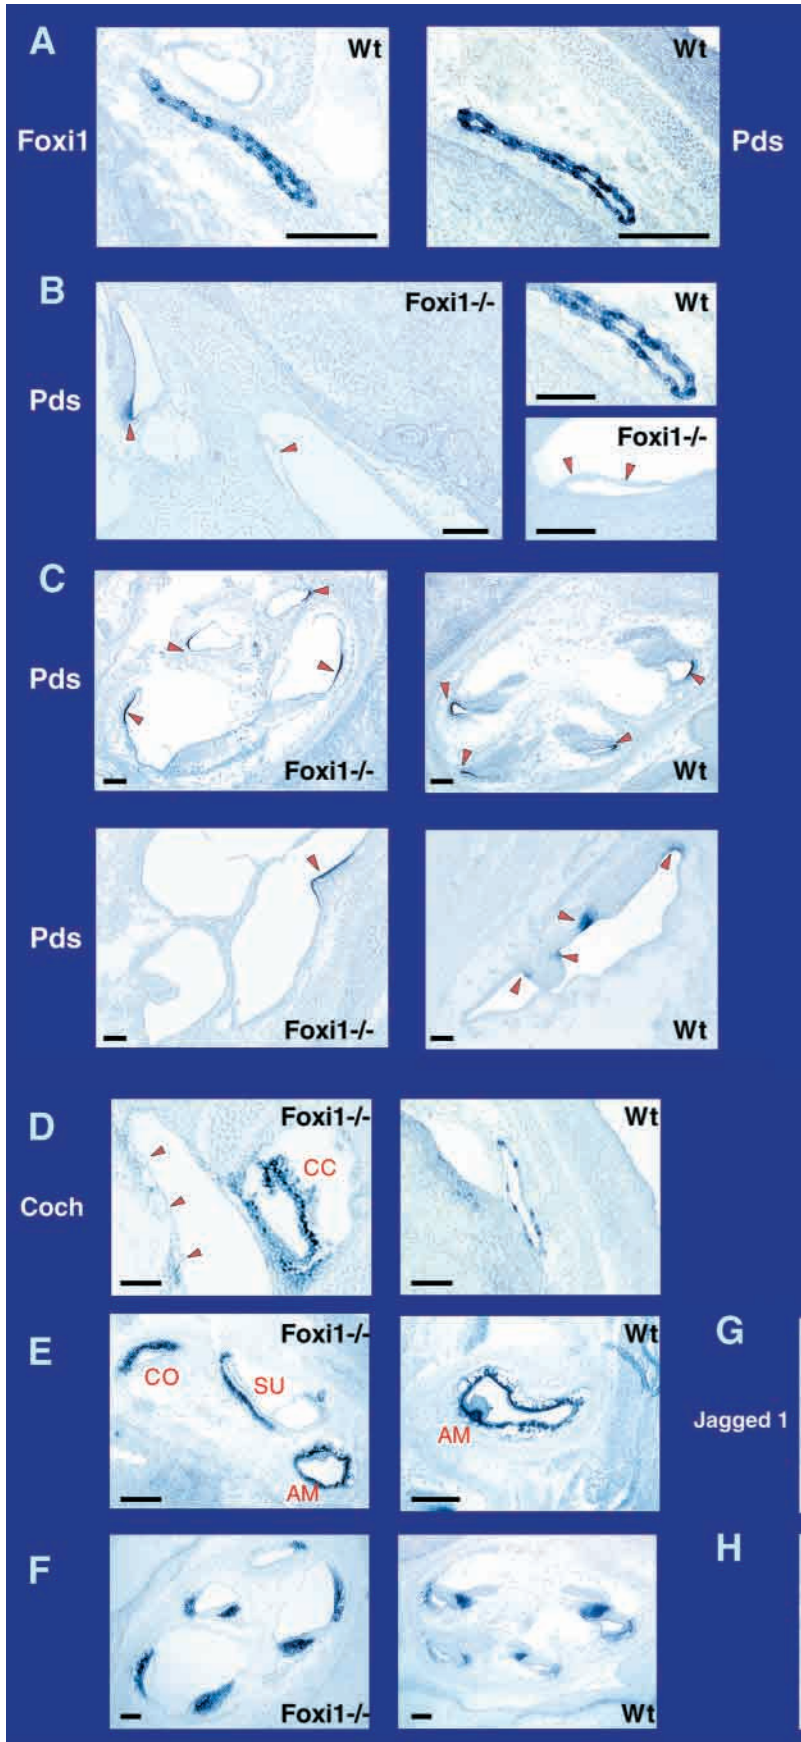 A
Wt
Wt
Foxi1
Pds
B
Foxi1-/-
Wt
Pds
Foxi1-/-
C
Pds
Foxi1-/-
Wt
Pds
Foxi1-/-
Wt
D
Foxi1-/-
Wt
CC
Coch
E
Foxi1-/-
Wt
G
CO
SU
Jagged 1
AM
AM
F
H
Foxi1-/-
Wt